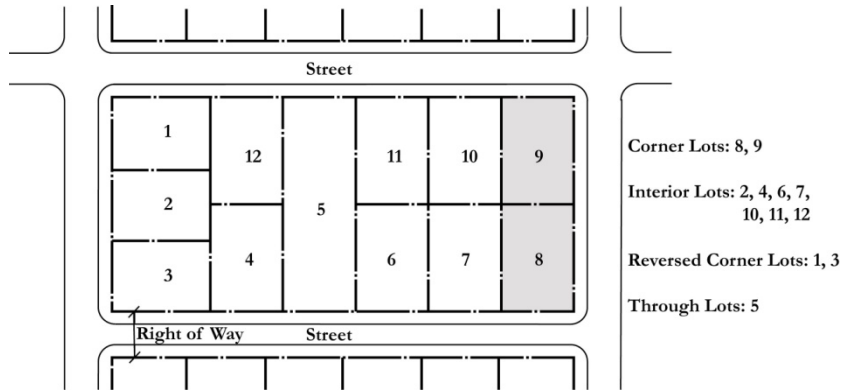 Street
1
12
11
10
9
2
5
4
6
7
8
3
Right of Way
Street
Corner Lots: 8, 9
Interior Lots: 2, 4, 6, 7,
10, 11, 12
Reversed Corner Lots: 1, 3
Through Lots: 5